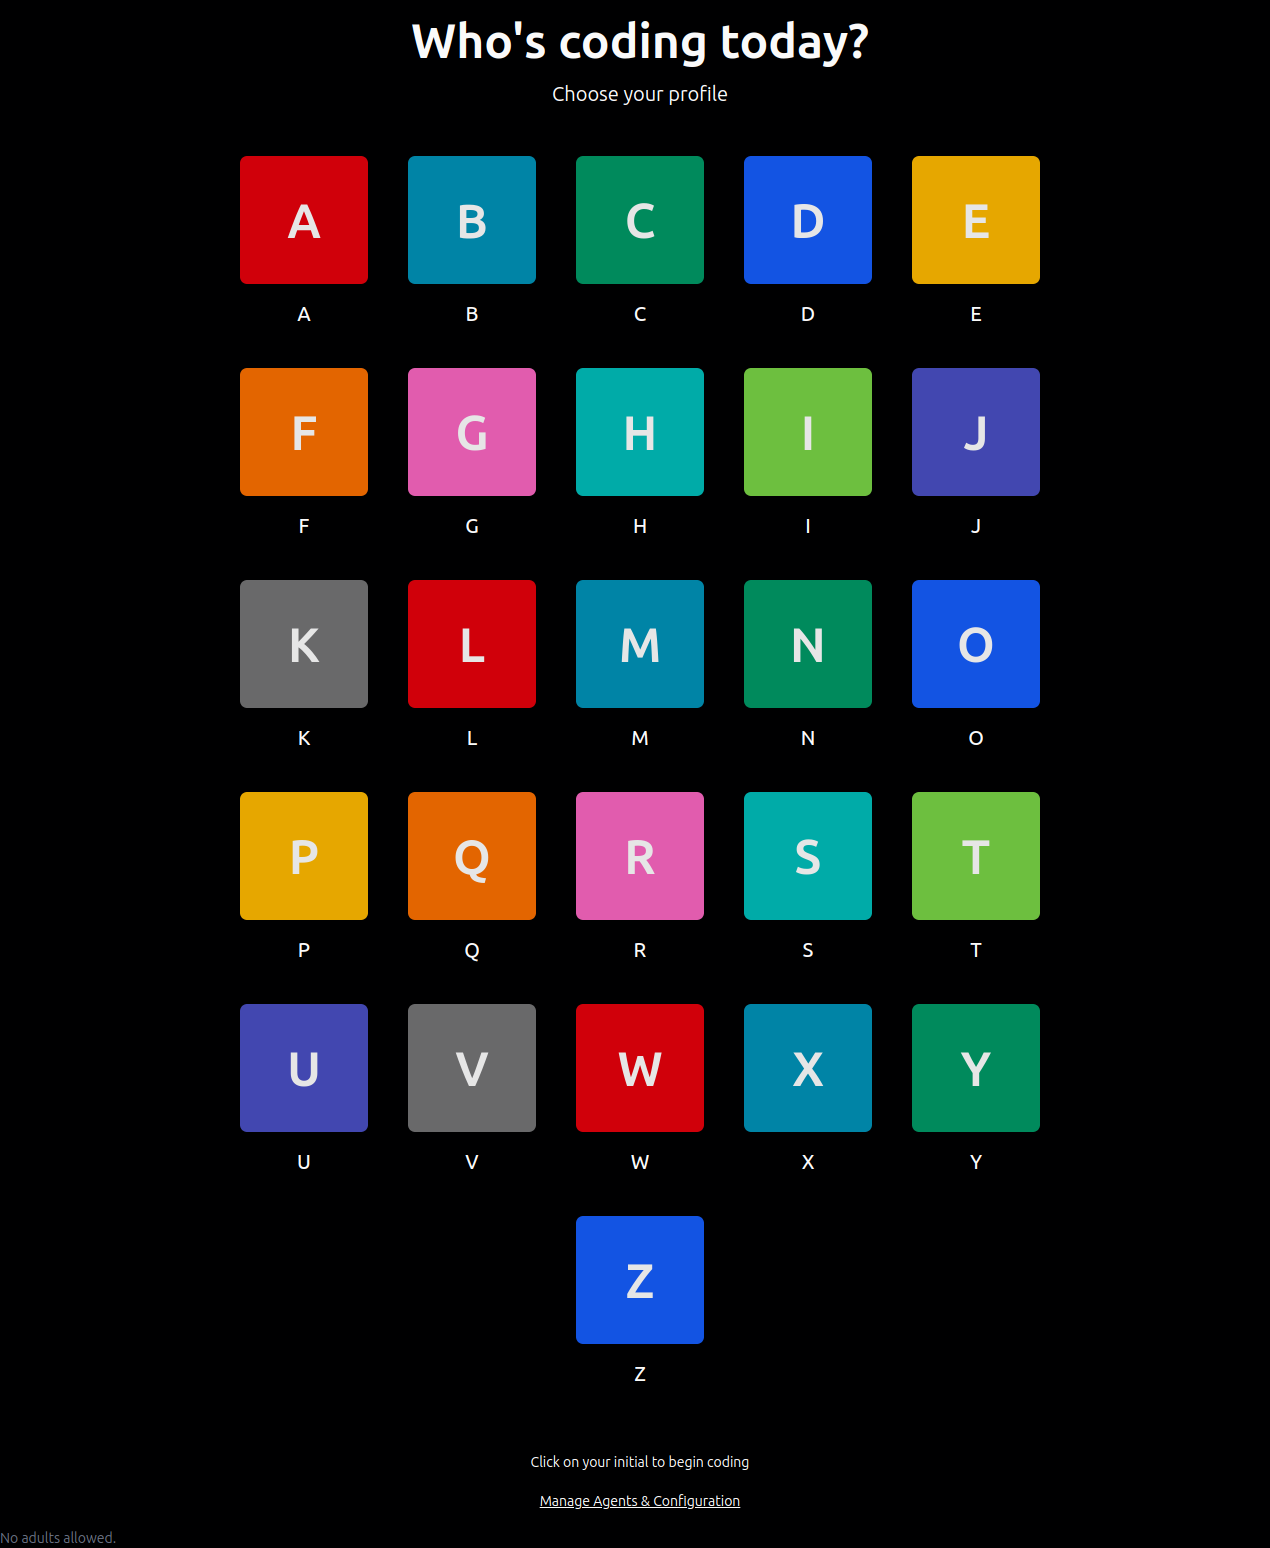 Who's coding today?
Choose your profile
A B C D E
A B C D E
F G H I J
F G H I J
K L M N O
K L M N O
P Q R S T
P Q R S T
U V W X Y
U V W X Y
Z
Z
Click on your initial to begin coding
Manage Agents & Configuration
No adults allowed.